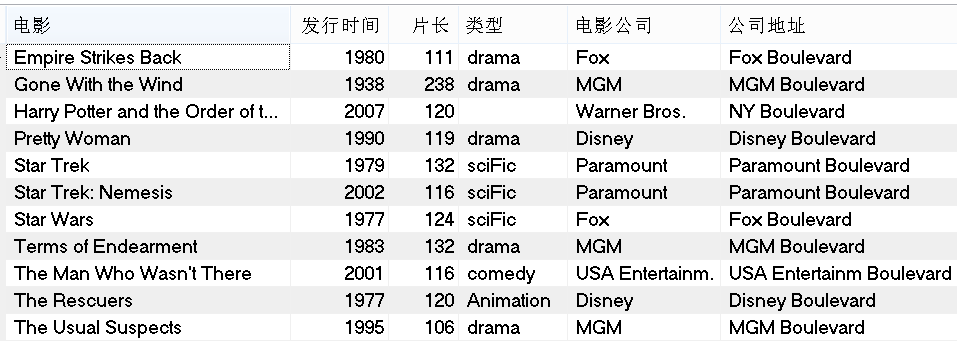 电影 发行时间 片长 类型 电影公司 公司地址
Empire Strikes Back 1980 111 drama Fox Fox Boulevard
Gone With the Wind 1938 238 drama MGM MGM Boulevard
Harry Potter and the Order of t... 2007 120 Warner Bros. NY Boulevard
Pretty Woman 1990 119 drama Disney Disney Boulevard
Star Trek 1979 132 sciFic Paramount Paramount Boulevard
Star Trek: Nemesis 2002 116 sciFic Paramount Paramount Boulevard
Star Wars 1977 124 sciFic Fox Fox Boulevard
Terms of Endearment 1983 132 drama MGM MGM Boulevard
The Man Who Wasn't There 2001 116 comedy USA Entertainm. USA Entertainm Boulevard
The Rescuers 1977 120 Animation Disney Disney Boulevard
The Usual Suspects 1995 106 drama MGM MGM Boulevard